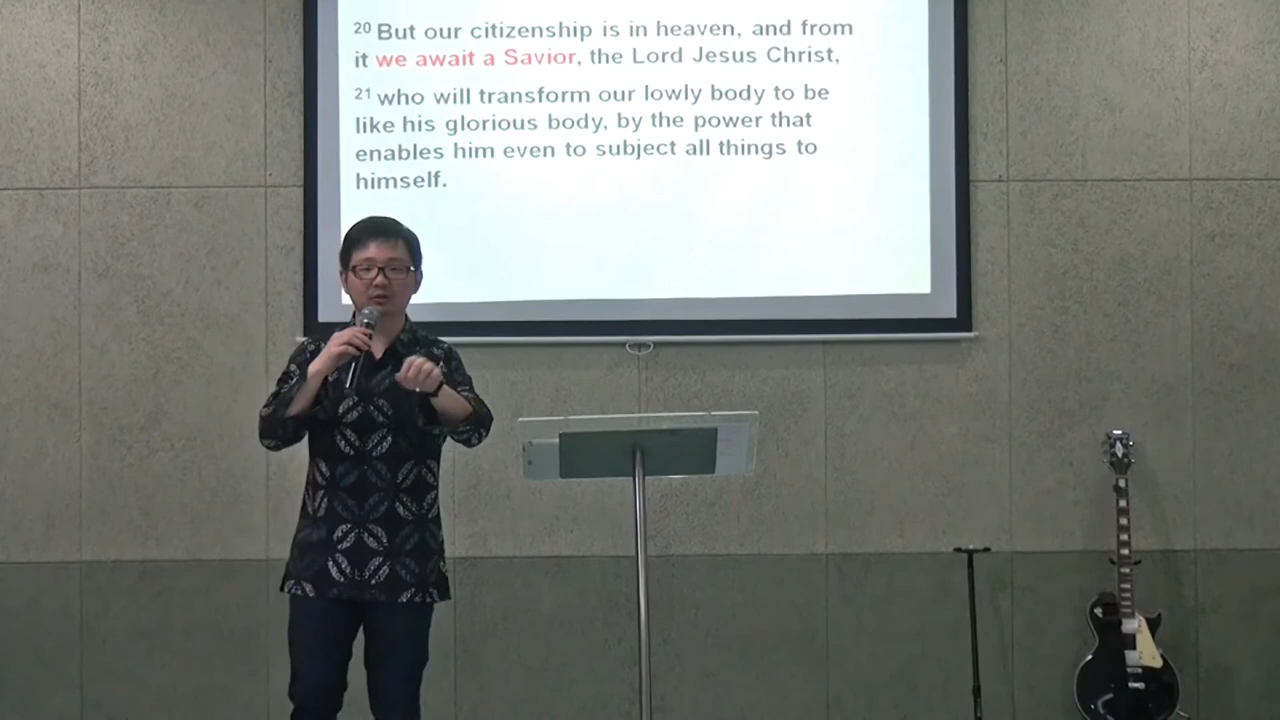 20 But our citizenship is in heaven, and from
it we await a Savior, the Lord Jesus Christ,
21 who will transform our lowly body to be
like his glorious body, by the power that
enables him even to subject all things to
himself.